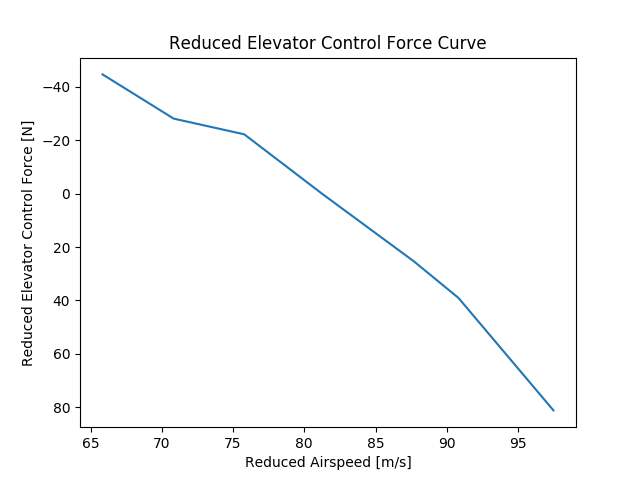 Reduced Elevator Control Force Curve
Reduced Elevator Control Force [N]
−40
−20
0
20
40
60
80
65 70 75 80 85 90 95
Reduced Airspeed [m/s]